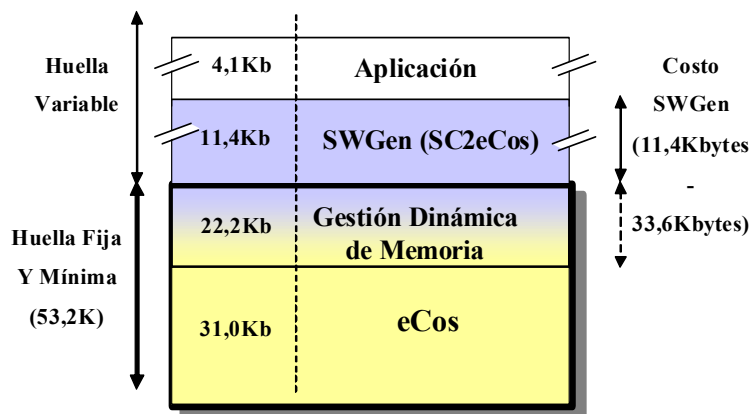 Huella
Variable
4,1Kb
Aplicación
Costo
SWGen
(11,4Kbytes
-
33,6Kbytes)
11,4Kb
SWGen (SC2eCos)
Huella Fija
Y Mínima
(53,2K)
22,2Kb
Gestión Dinámica
de Memoria
31,0Kb
eCos